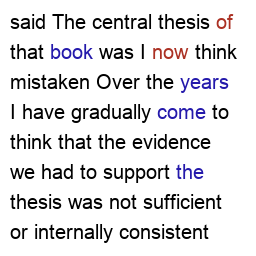 said The central thesis of
that book was I now think
mistaken Over the years
I have gradually come to
think that the evidence
we had to support the
thesis was not sufficient
or internally consistent